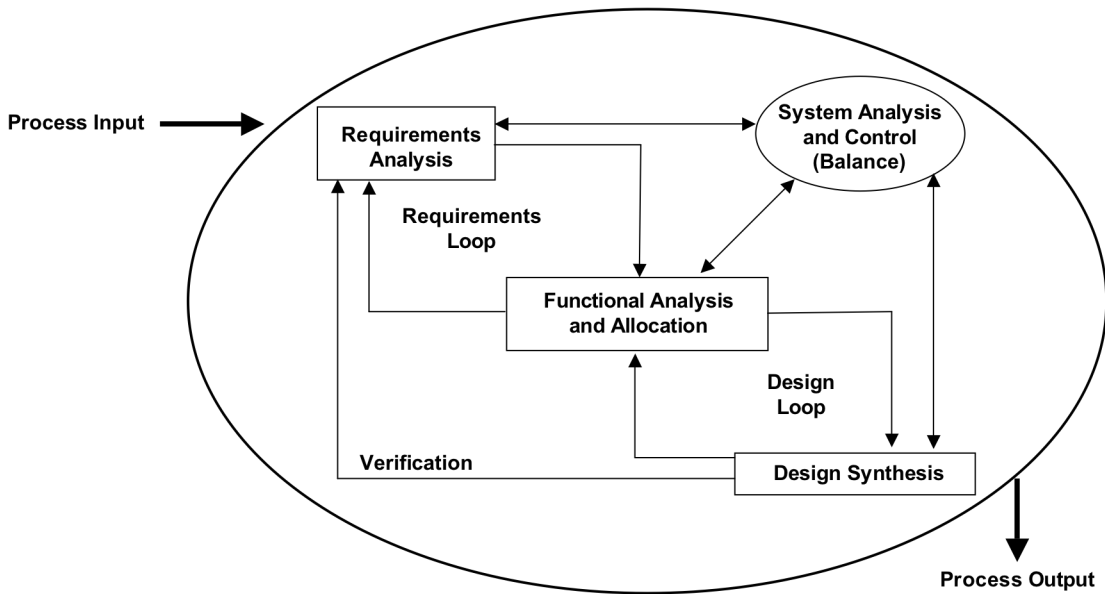 Process Input
Requirements
Analysis
System Analysis
and Control
(Balance)
Requirements
Loop
Functional Analysis
and Allocation
Design
Loop
Verification
Design Synthesis
Process Output